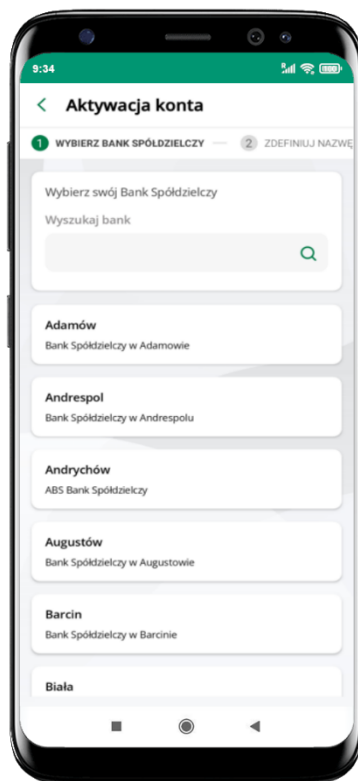 9:34
Aktywacja konta
1 WYBIERZ BANK SPÓŁDZIELCZY 2 ZDEFINIUJ NAZWĘ
Wybierz swój Bank Spółdzielczy
Wyszukaj bank
Adamów
Bank Spółdzielczy w Adamowie
Andrespol
Bank Spółdzielczy w Andrespolu
Andrychów
ABS Bank Spółdzielczy
Augustów
Bank Spółdzielczy w Augustowie
Barcin
Bank Spółdzielczy w Barcinie
Biała